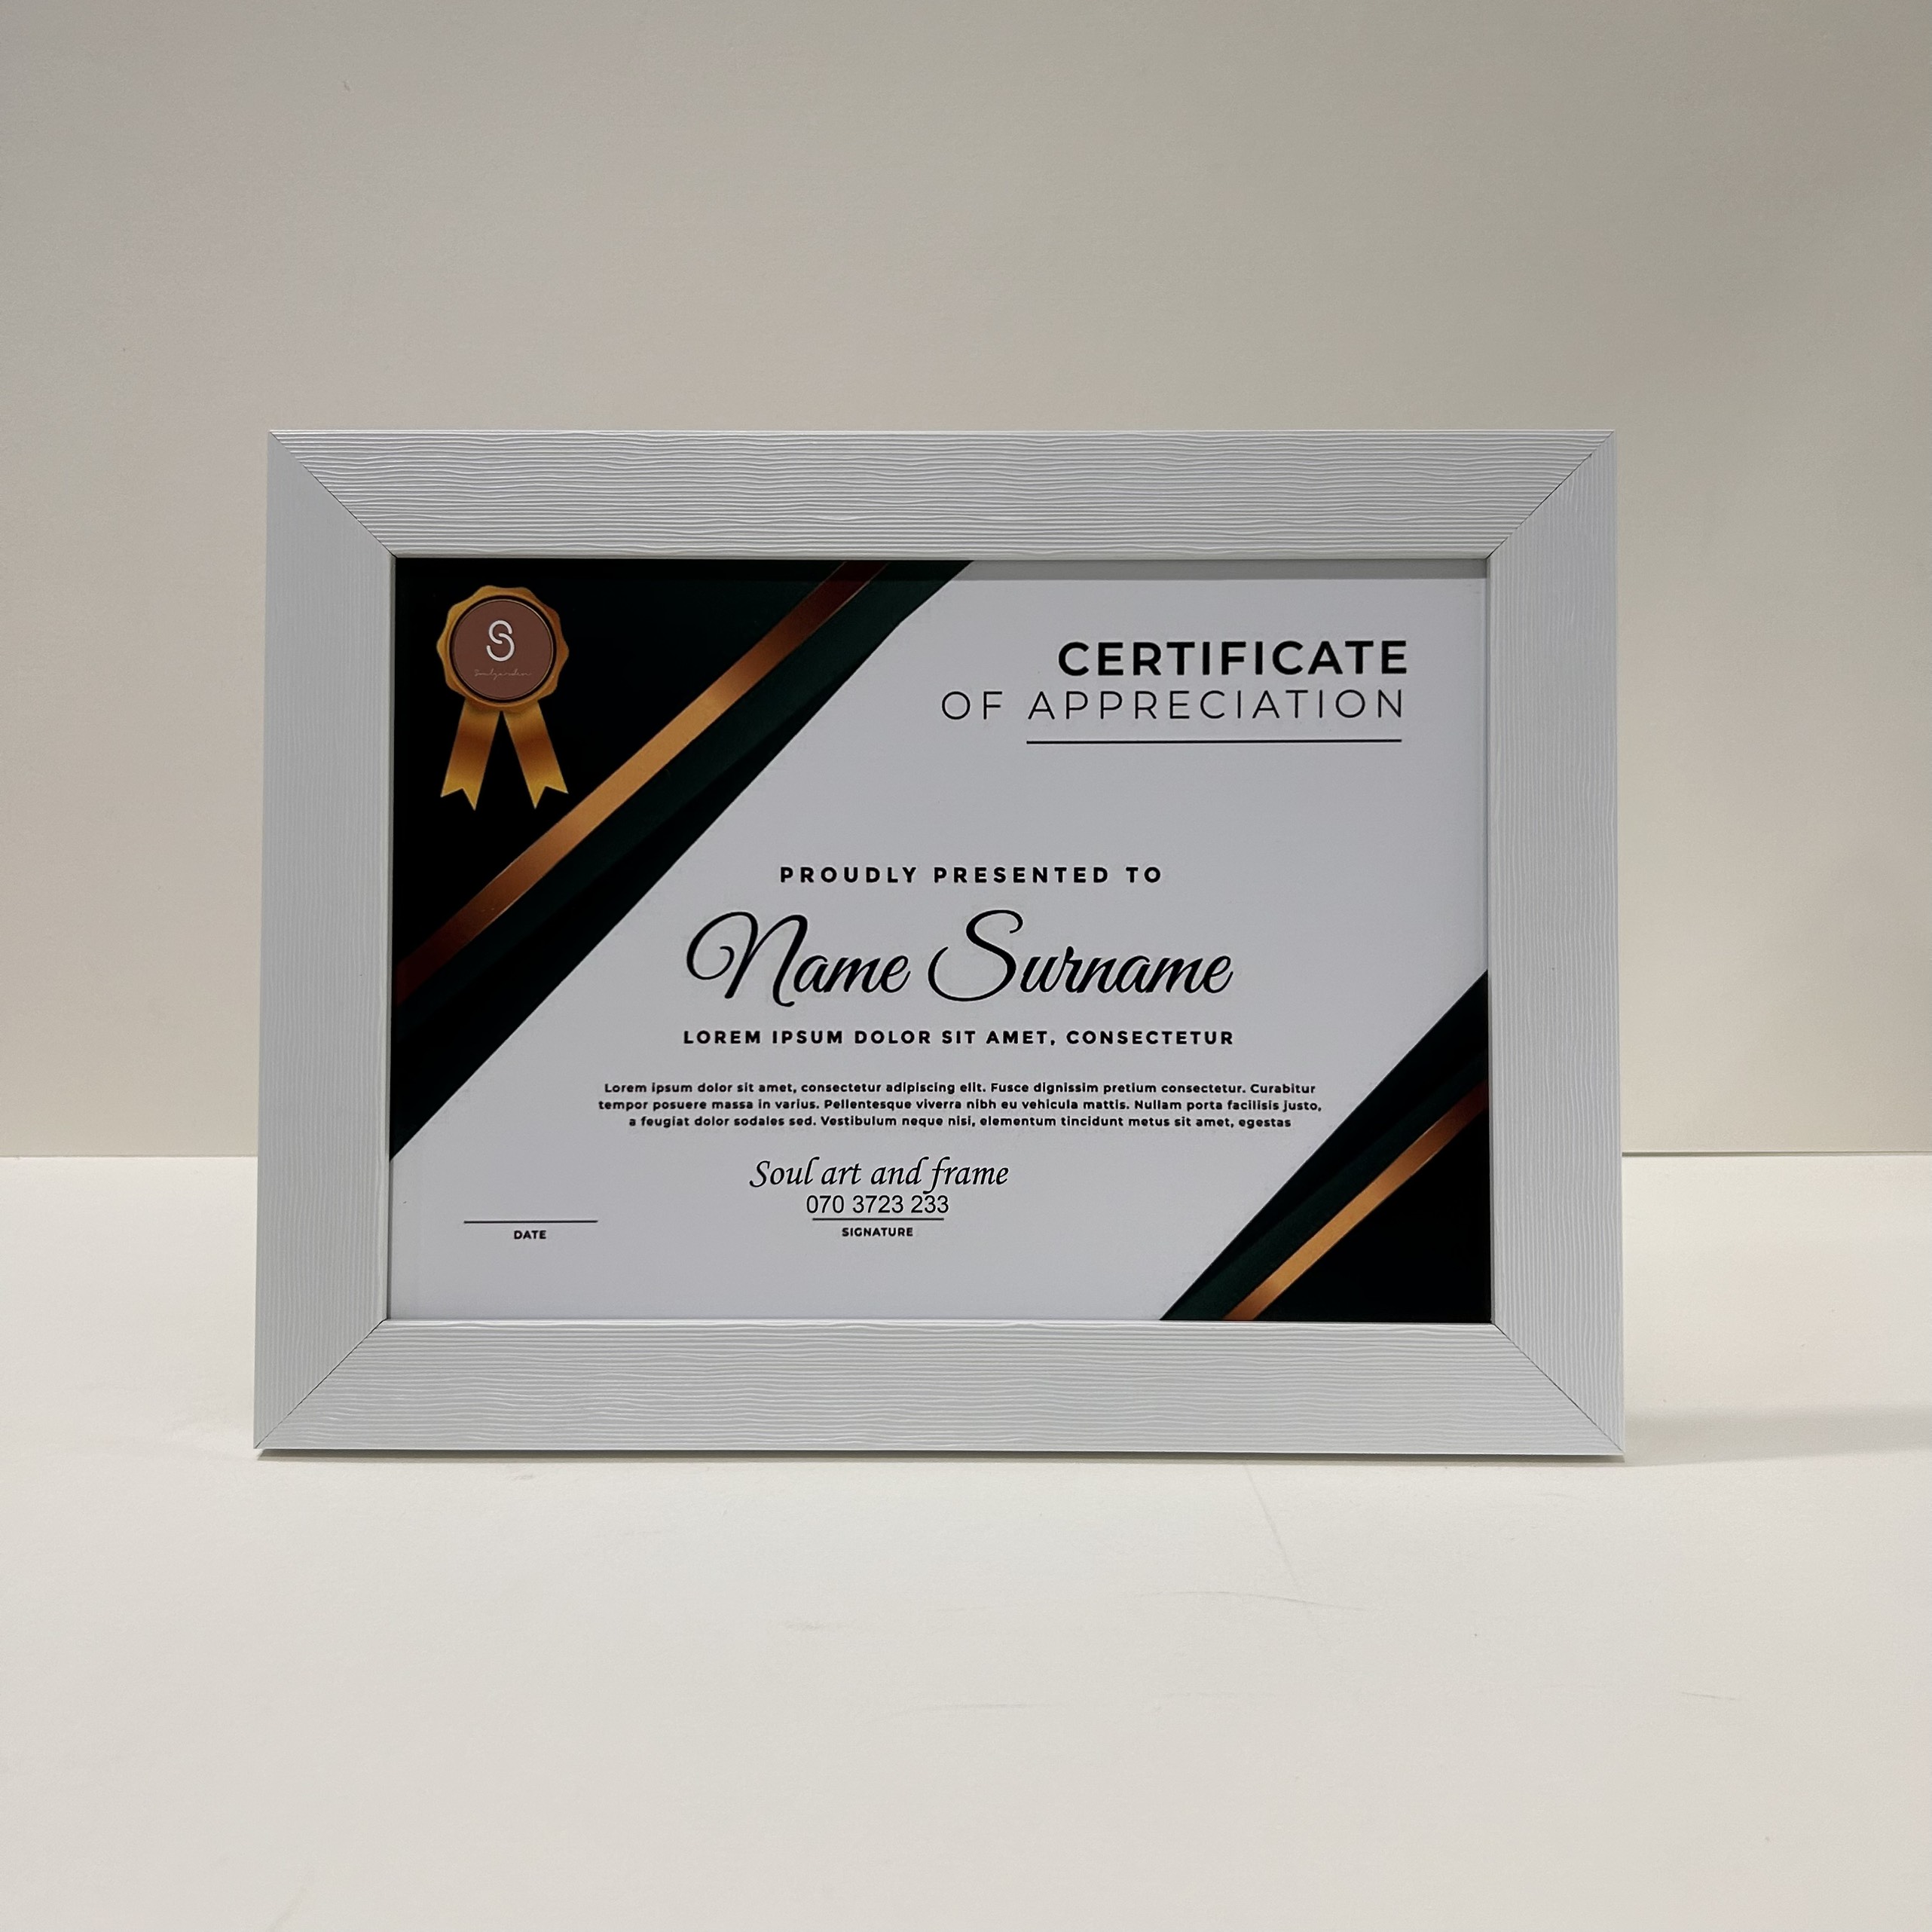 S
CERTIFICATE
OF APPRECIATION
PROUDLY PRESENTED TO
Name Surname
LOREM IPSUM DOLOR SIT AMET, CONSECTETUR
Lorem ipsum dolor sit amet, consectetur adipiscing elit. Fusce dignissim pretium consectetur. Curabitur
tempor posuere massa in varius. Pellentesque viverra nibh eu vehicula mattis. Nullam porta facilisis justo,
a feugiat dolor sodales sed. Vestibulum neque nisi, elementum tincidunt metus sit amet, egestas
Soul art and frame
070 3723 233
DATE
SIGNATURE